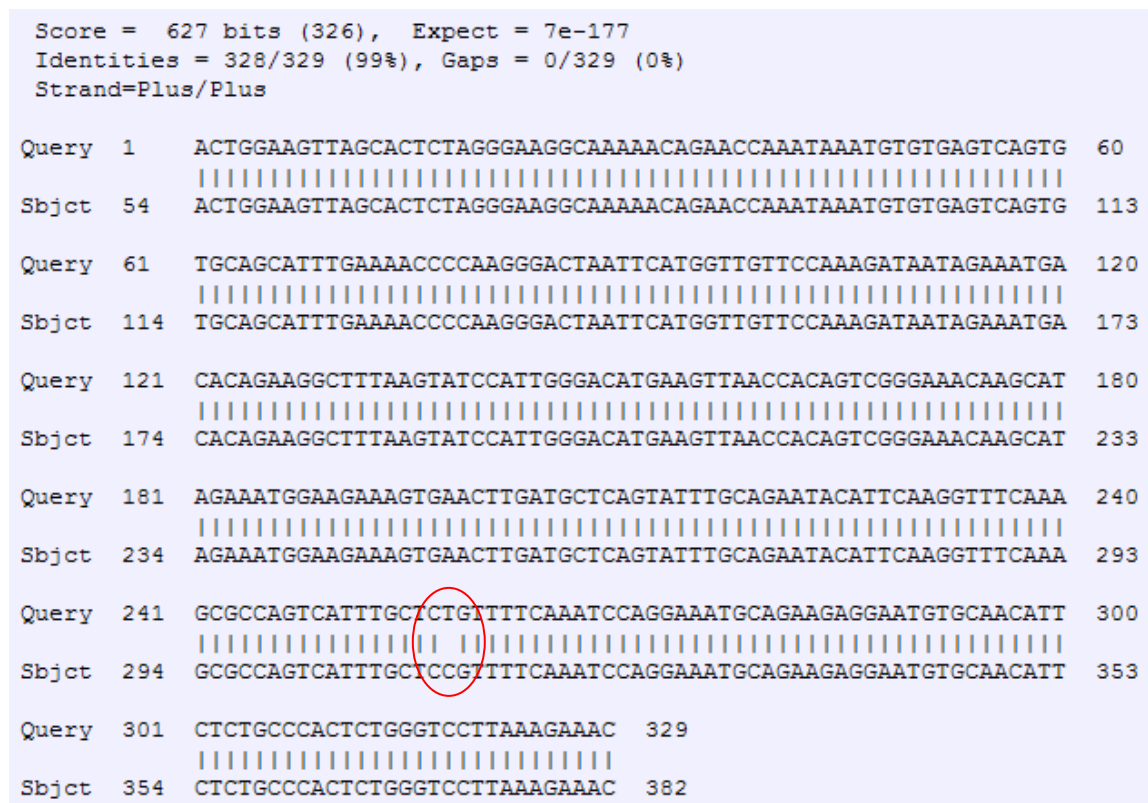 Score = 627 bits (326), Expect = 7e-177
Identities = 328/329 (99%), Gaps = 0/329 (0%)
Strand=Plus/Plus
Query 1 ACTGGAAGTTAGCACTCTAGGGAAGGCAAAAACAGAACCAAATAAATGTGTGAGTCAGTG 60
||||||||||||||||||||||||||||||||||||||||||||||||||||||||||||
Sbjct 54 ACTGGAAGTTAGCACTCTAGGGAAGGCAAAAACAGAACCAAATAAATGTGTGAGTCAGTG 113
Query 61 TGCAGCATTTGAAAACCCCAAGGGACTAATTCATGGTTGTTCCAAAGATAATAGAAATGA 120
||||||||||||||||||||||||||||||||||||||||||||||||||||||||||||
Sbjct 114 TGCAGCATTTGAAAACCCCAAGGGACTAATTCATGGTTGTTCCAAAGATAATAGAAATGA 173
Query 121 CACAGAAGGCTTTAAGTATCCATTGGGACATGAAGTTAACCACAGTCGGGAAACAAGCAT 180
||||||||||||||||||||||||||||||||||||||||||||||||||||||||||||
Sbjct 174 CACAGAAGGCTTTAAGTATCCATTGGGACATGAAGTTAACCACAGTCGGGAAACAAGCAT 233
Query 181 AGAAATGGAAGAAAGTGAACTTGATGCTCAGTATTTGCAGAATACATTCAAGGTTTCAAA 240
||||||||||||||||||||||||||||||||||||||||||||||||||||||||||||
Sbjct 234 AGAAATGGAAGAAAGTGAACTTGATGCTCAGTATTTGCAGAATACATTCAAGGTTTCAAA 293
Query 241 GCGCCAGTCATTTGCTCTGTTTTCAAATCCAGGAAATGCAGAAGAGGAATGTGCAACATT 300
||||||||||||||||| ||||||||||||||||||||||||||||||||||||||||||
Sbjct 294 GCGCCAGTCATTTGCTCCGTTTTCAAATCCAGGAAATGCAGAAGAGGAATGTGCAACATT 353
Query 301 CTCTGCCCACTCTGGGTCCTTAAAGAAAC 329
|||||||||||||||||||||||||||||
Sbjct 354 CTCTGCCCACTCTGGGTCCTTAAAGAAAC 382